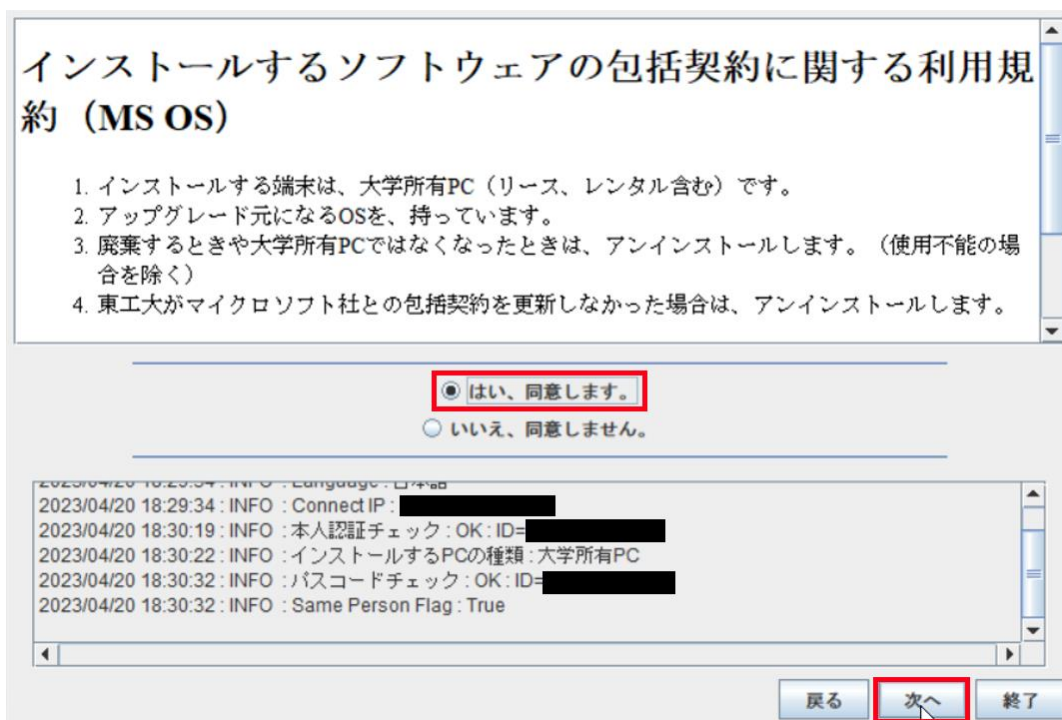 インストールするソフトウェアの包括契約に関する利用規
約（MS OS）
1. インストールする端末は、大学所有PC（リース、レンタル含む）です。
2. アップグレード元になるOSを、持っています。
3. 廃棄するときや大学所有PCではなくなったときは、アンインストールします。（使用不能の場
合を除く）
4. 東工大がマイクロソフト社との包括契約を更新しなかった場合は、アンインストールします。
はい、同意します。
いいえ、同意しません。
2023/04/20 18:29:34 : INFO : Language : 日本語
2023/04/20 18:29:34 : INFO : Connect IP :
2023/04/20 18:30:19 : INFO : 本人認証チェック : OK : ID=
2023/04/20 18:30:22 : INFO : インストールするPCの種類 : 大学所有PC
2023/04/20 18:30:32 : INFO : パスコードチェック : OK : ID=
2023/04/20 18:30:32 : INFO : Same Person Flag : True
戻る 次へ 終了